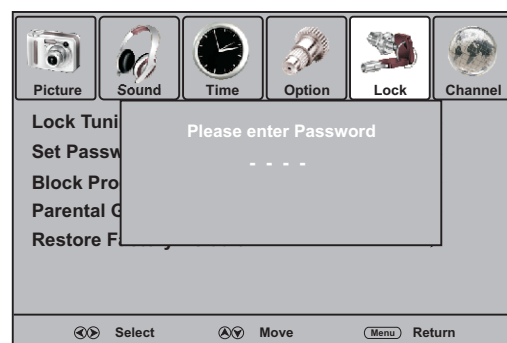 Picture Sound Time Option Lock Channel
Lock Tuni
Please enter Password
Set Passw
- - - -
Block Pro
Parental G
Restore F
Select Move Menu Return